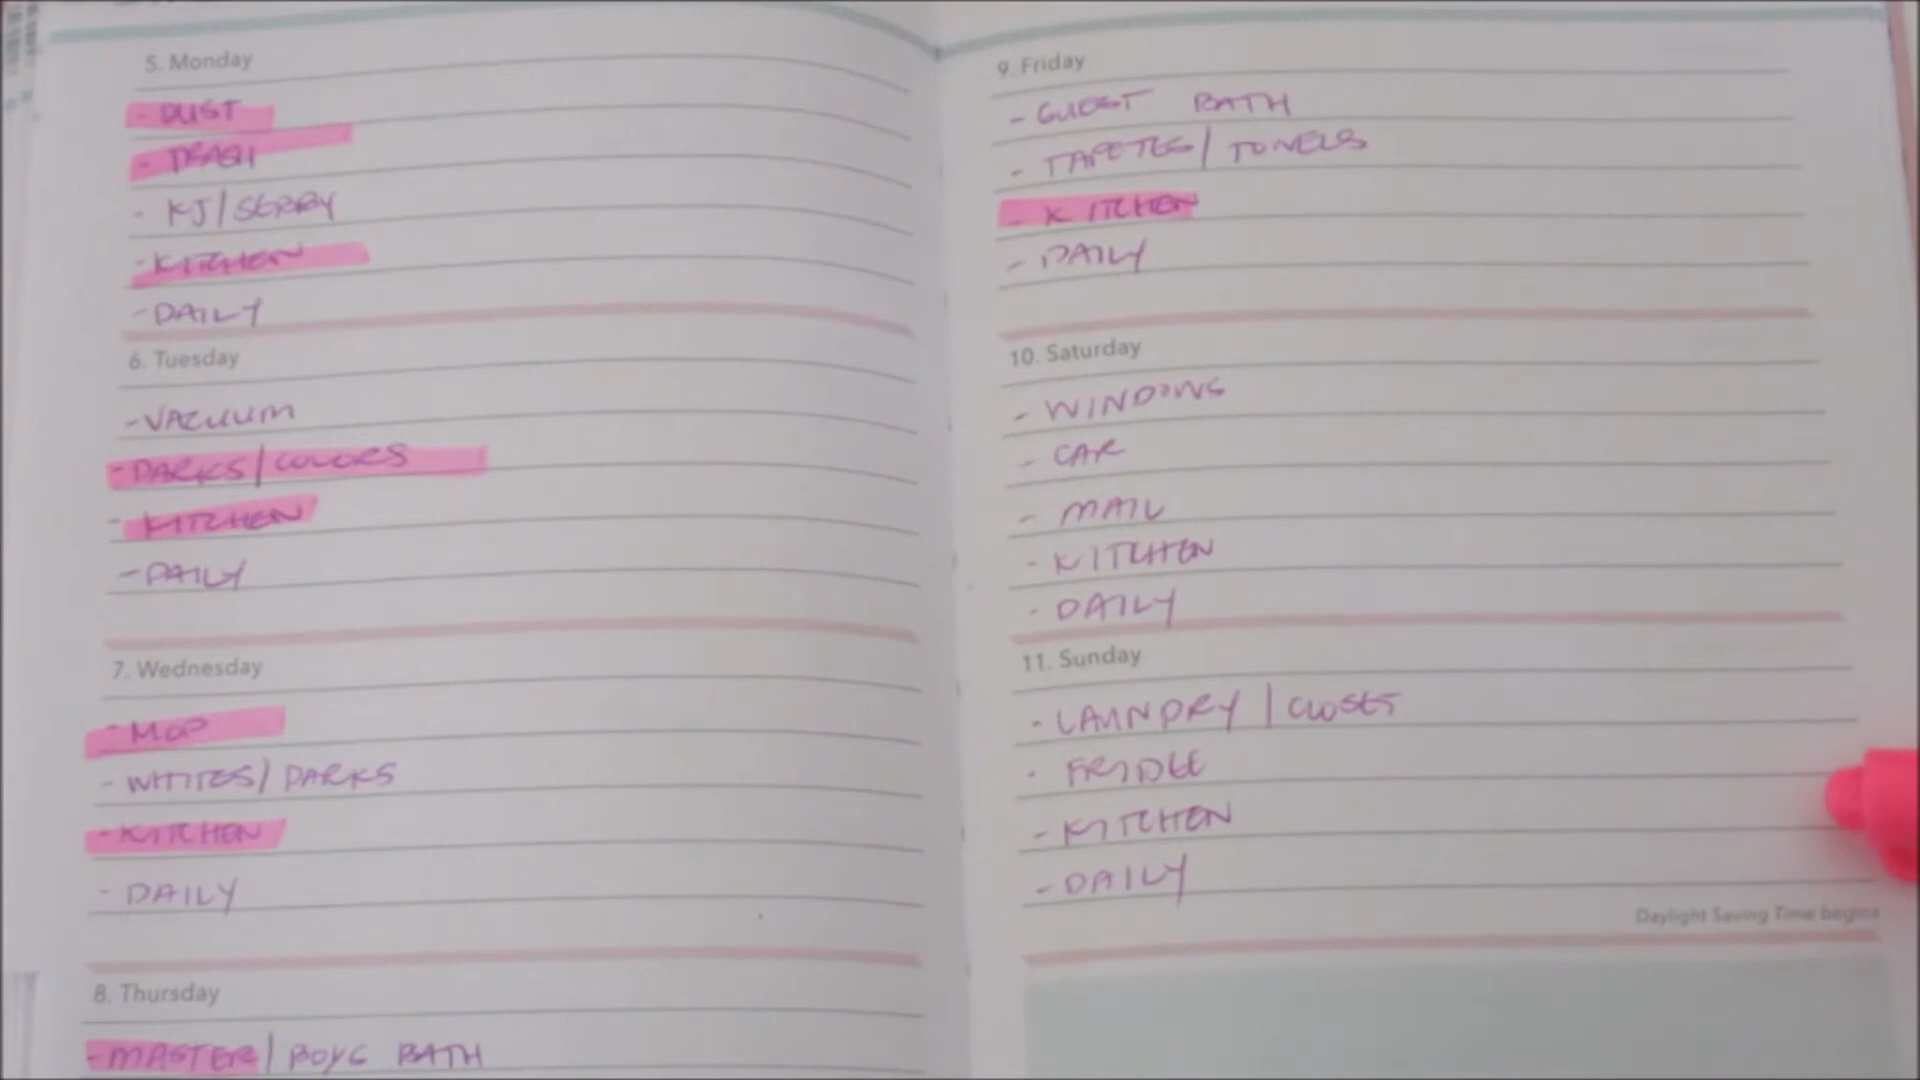 5. Monday
- DUST
- TRASH
- KJ/SERBY
- KITCHEN
- DAILY
6. Tuesday
- VACUUM
- DARKS/COLORS
- KITCHEN
- DAILY
7. Wednesday
- MOP
- WHITES/DARKS
- KITCHEN
- DAILY
8. Thursday
- MASTER/BOYS BATH
9. Friday
- GUEST BATH
- TAPETES/TOWELS
- KITCHEN
- DAILY
10. Saturday
- WINDOWS
- CAR
- MAIL
- KITCHEN
- DAILY
11. Sunday
- LAUNDRY/CLOSET
- FRIDGE
- KITCHEN
- DAILY
Daylight Saving Time begins